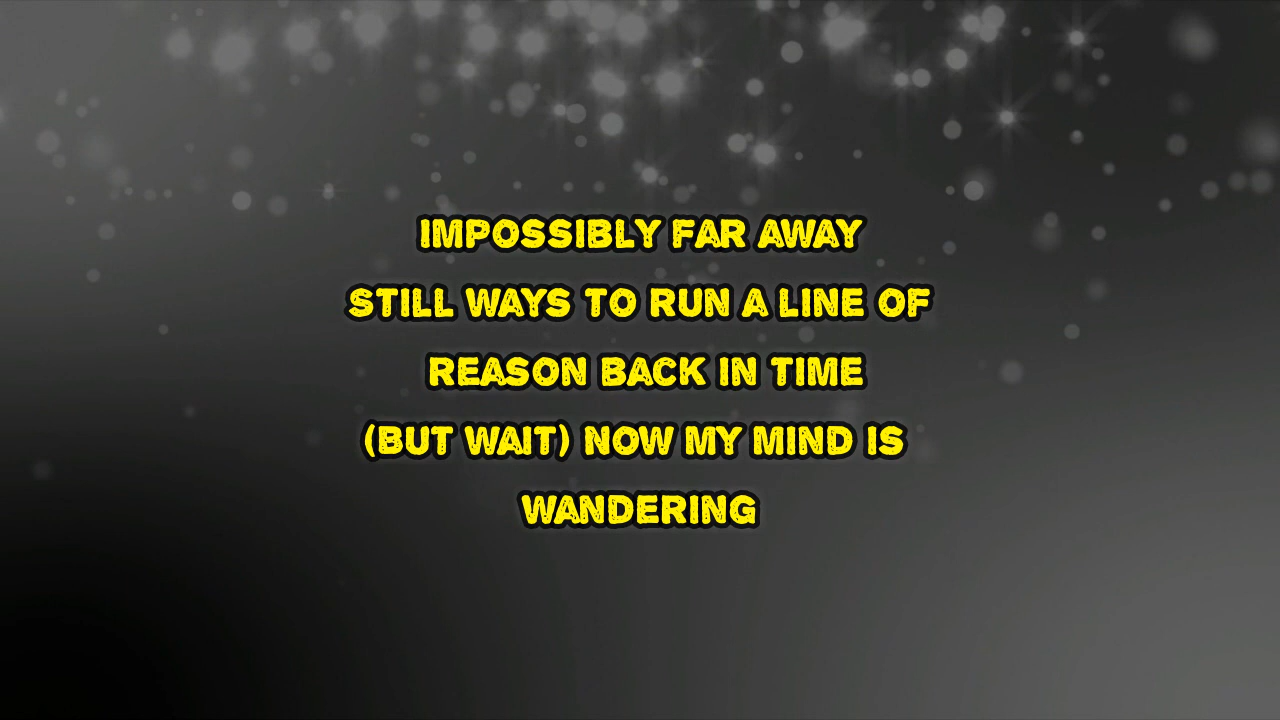 IMPOSSIBLY FAR AWAY
STILL WAYS TO RUN A LINE OF
REASON BACK IN TIME
(BUT WAIT) NOW MY MIND IS
WANDERING